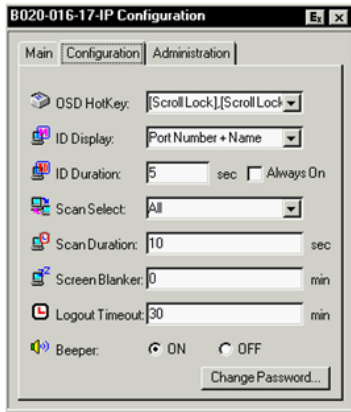 B020-016-17-IP Configuration
Ex
Main Configuration Administration
OSD HotKey: [Scroll Lock],[Scroll Lock
ID Display: Port Number + Name
ID Duration: 5 sec Always On
Scan Select: All
Scan Duration: 10 sec
Screen Blanker: 0 min
Logout Timeout: 30 min
Beeper: ON OFF
Change Password...